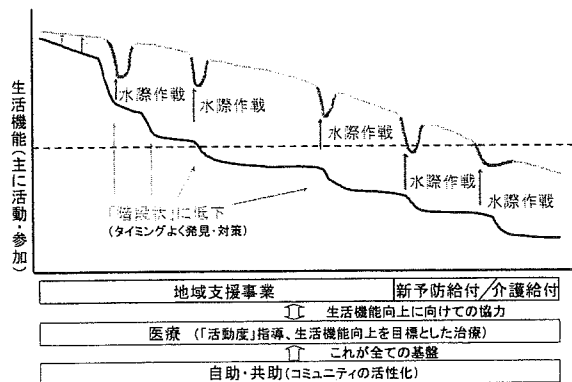 生活機能(主に活動・参加)
水際作戦
水際作戦
水際作戦
水際作戦
水際作戦
「階段状」に低下
(タイミングよく発見・対策)
地域支援事業
新予防給付/介護給付
生活機能向上に向けての協力
医療 (「活動度」指導、生活機能向上を目標とした治療)
これが全ての基盤
自助・共助(コミュニティの活性化)